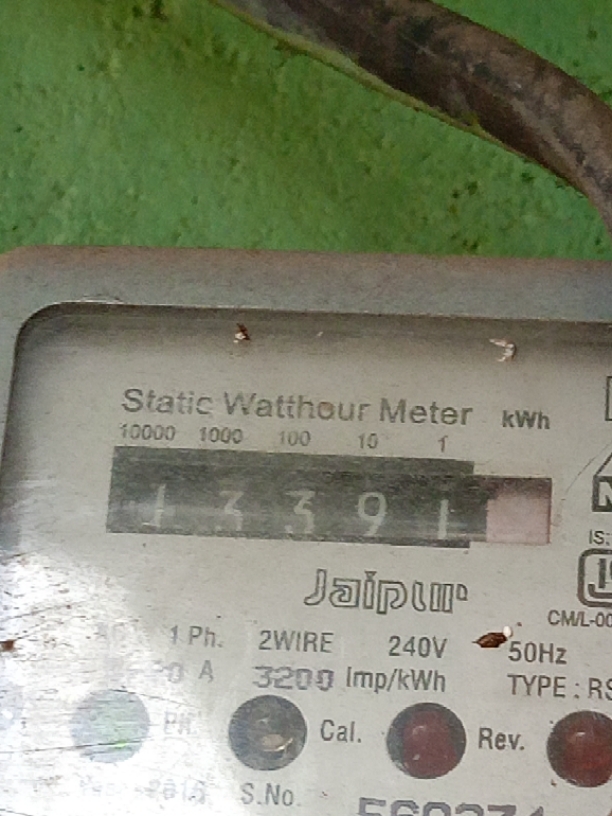 Static Watthour Meter kWh
10000 1000 100 10 1
1 3 3 9 1
Jaipur
1 Ph. 2WIRE 240V 50Hz
A 3200 Imp/kWh TYPE : RS
Cal. Rev.
S.No.
IS:
CM/L-00